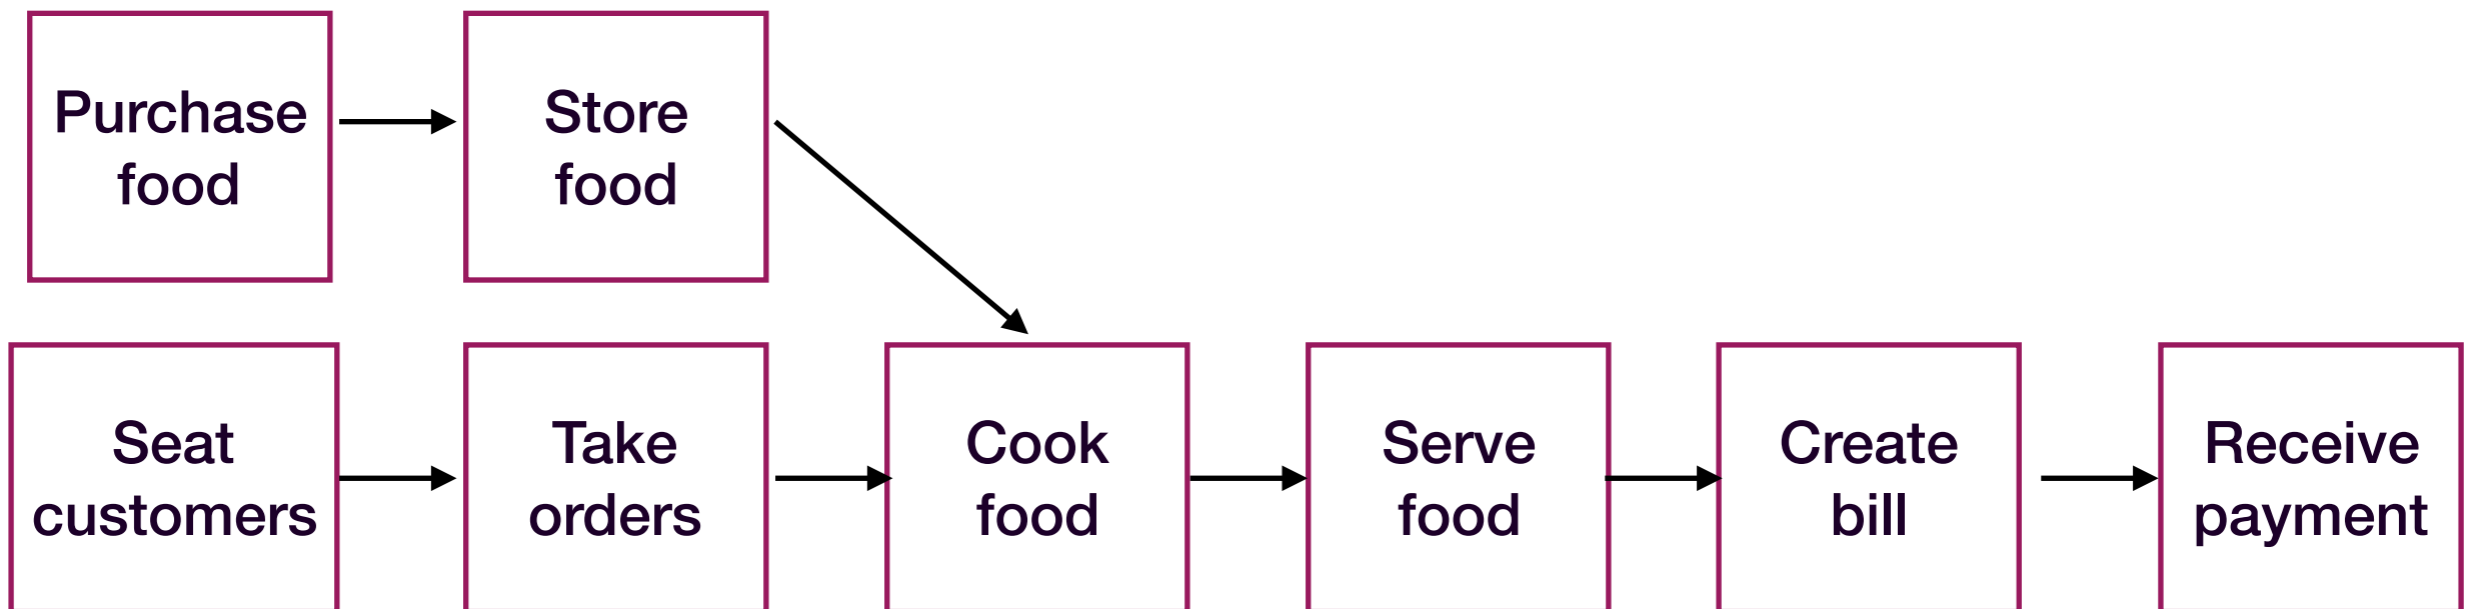 Purchase
food
Store
food
Seat
customers
Take
orders
Cook
food
Serve
food
Create
bill
Receive
payment